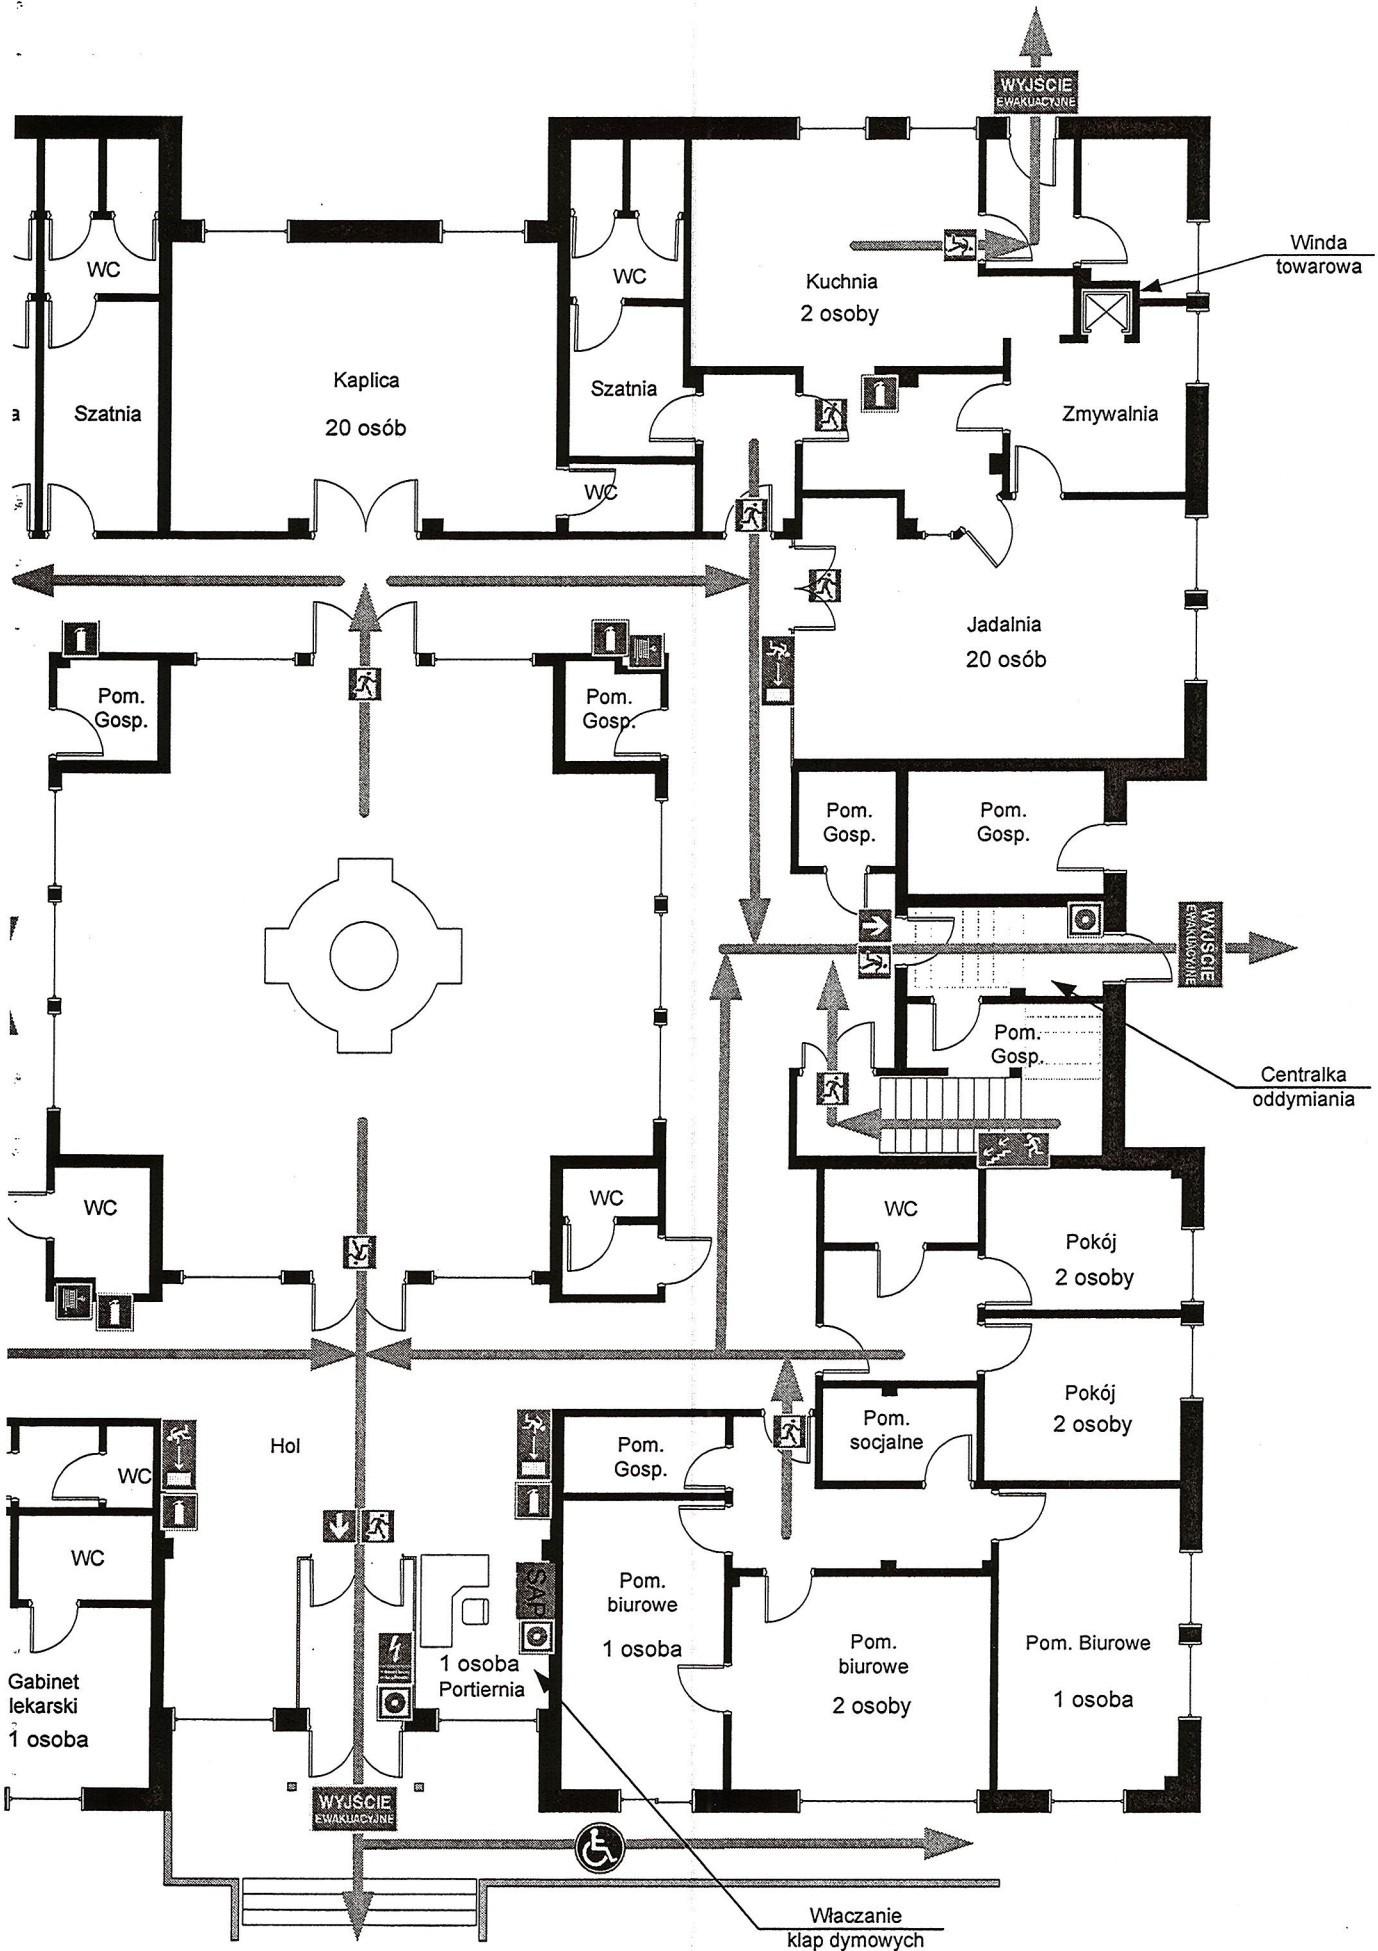 WYJŚCIE
EWAKUACYJNE
Winda
towarowa
WC
WC
Kuchnia
2 osoby
Kaplica
20 osób
Szatnia
Szatnia
a
Zmywalnia
WC
Jadalnia
20 osób
Pom.
Gosp.
Pom.
Gosp.
Pom.
Gosp.
Pom.
Gosp.
WYJŚCIE
EWAKUACYJNE
Pom.
Gosp.
Centralka
oddymiania
WC
WC
WC
Pokój
2 osoby
Pokój
2 osoby
Pom.
socjalne
Hol
Pom.
Gosp.
WC
WC
SAP
Pom.
biurowe
1 osoba
Pom.
biurowe
2 osoby
Pom. Biurowe
1 osoba
1 osoba
Portiernia
Gabinet
lekarski
1 osoba
WYJŚCIE
EWAKUACYJNE
Właczanie
klap dymowych